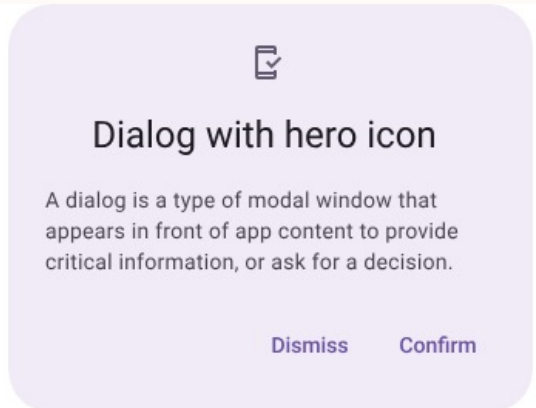 Dialog with hero icon
A dialog is a type of modal window that
appears in front of app content to provide
critical information, or ask for a decision.
Dismiss Confirm